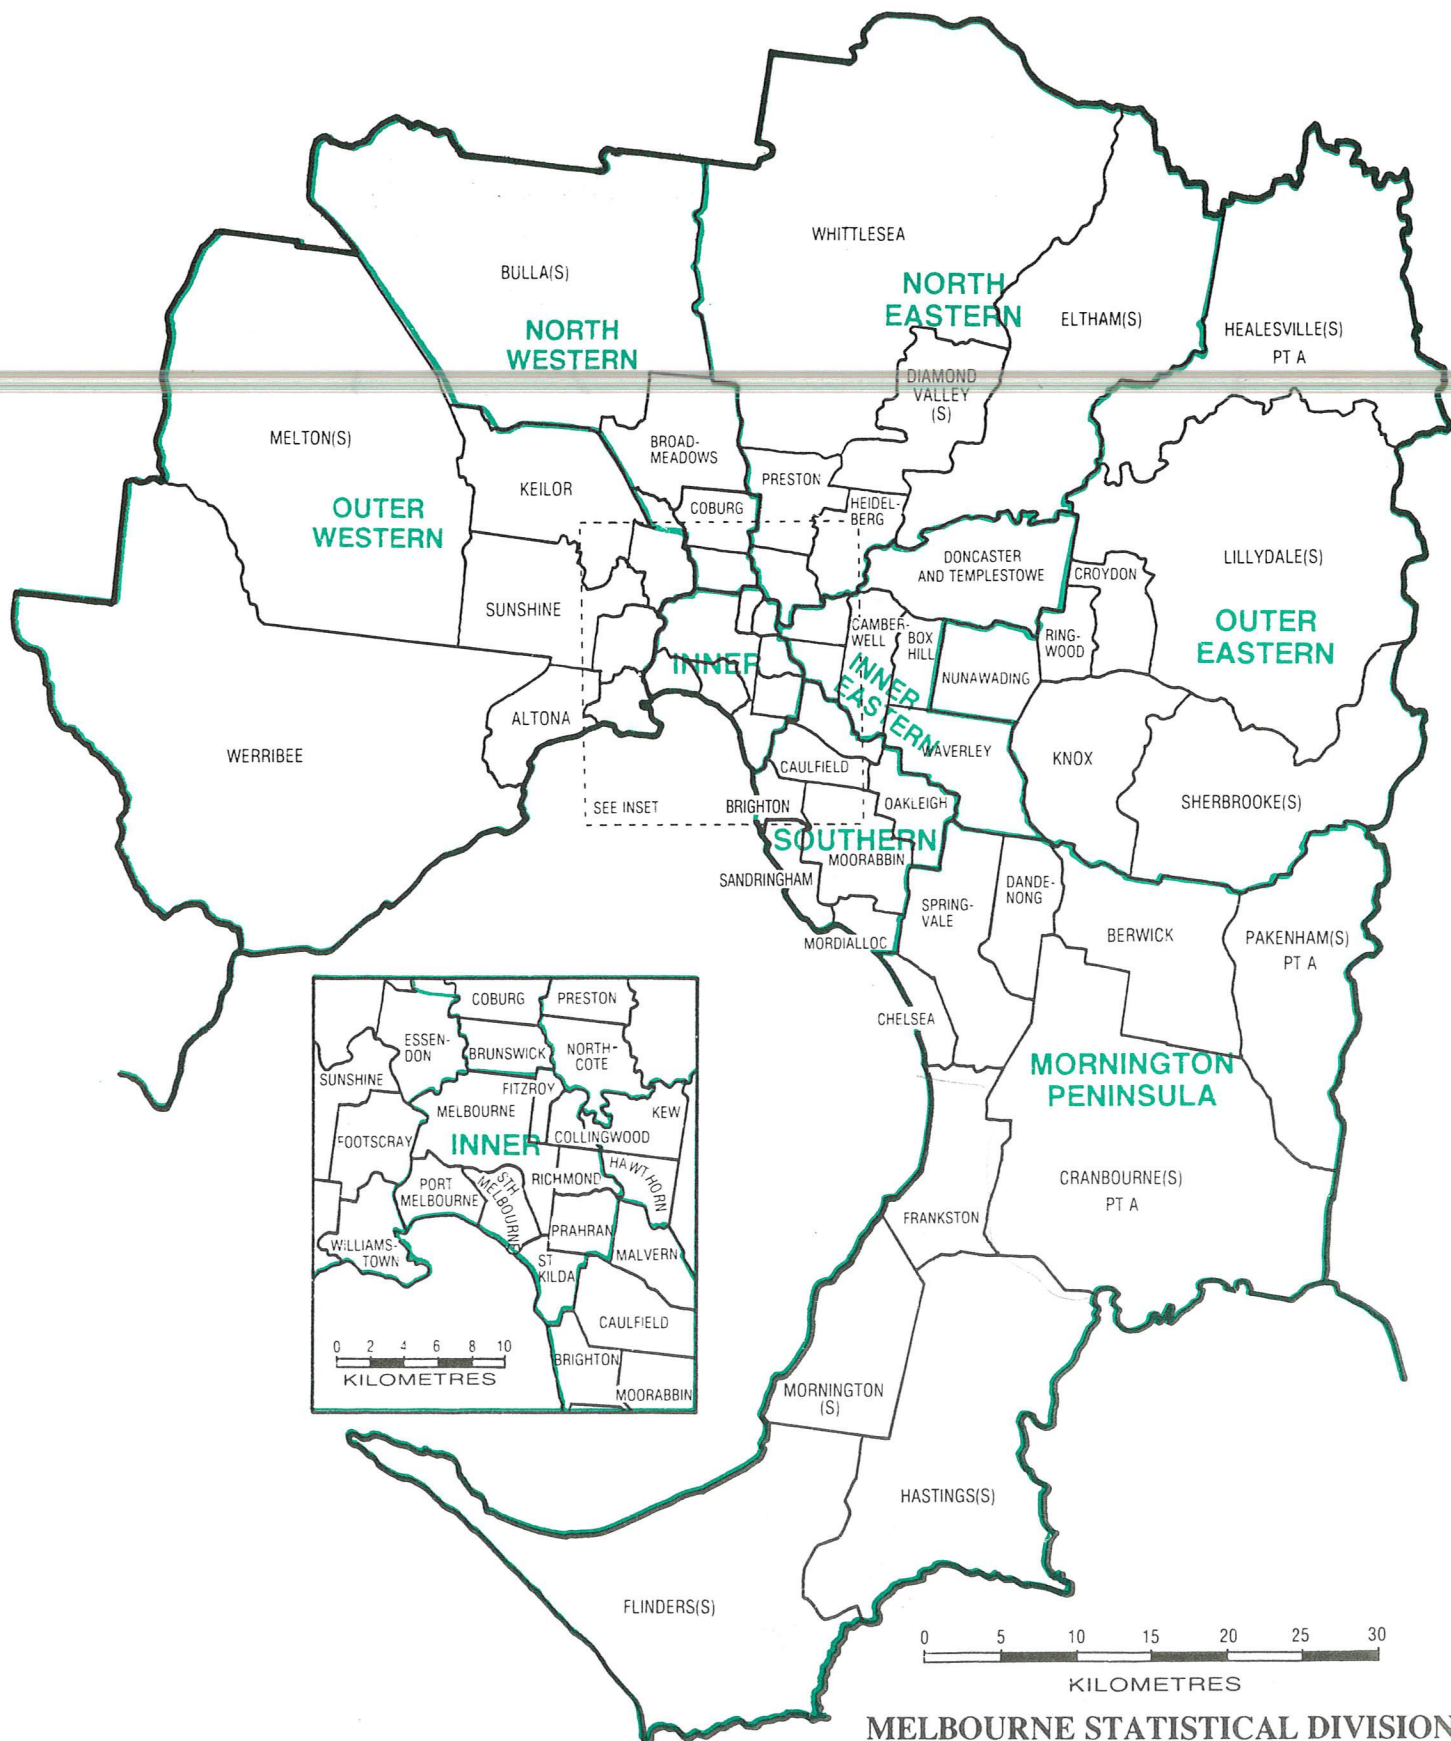 WHITTLESEA
BULLA(S)
NORTH
EASTERN
ELTHAM(S)
HEALESVILLE(S)
PT A
NORTH
WESTERN
DIAMOND
VALLEY
(S)
MELTON(S)
BROAD-
MEADOWS
PRESTON
KEILOR
OUTER
WESTERN
COBURG
HEIDEL-
BERG
DONCASTER
AND TEMPLESTOWE
CROYDON
LILLYDALE(S)
SUNSHINE
CAMBER-
WELL
BOX
HILL
RING-
WOOD
OUTER
EASTERN
INNER
INNER
EASTERN
NUNAWADING
ALTONA
WERRIBEE
WAVERLEY
KNOX
CAULFIELD
SHERBROOKE(S)
SEE INSET
BRIGHTON
OAKLEIGH
SOUTHERN
MOORABBIN
SANDRINGHAM
DANDE-
NONG
SPRING-
VALE
MORDIALLOC
BERWICK
PAKENHAM(S)
PT A
CHELSEA
MORNINGTON
PENINSULA
CRANBOURNE(S)
PT A
FRANKSTON
MORNINGTON
(S)
HASTINGS(S)
FLINDERS(S)
COBURG
PRESTON
ESSEN-
DON
BRUNSWICK
NORTH-
COTE
SUNSHINE
FITZROY
MELBOURNE
KEW
FOOTSCRAY
INNER
COLLINGWOOD
PORT
MELBOURNE
STH
MELBOURNE
RICHMOND
HAWTHORN
WILLIAMS-
TOWN
PRAHRAN
MALVERN
ST
KILDA
CAULFIELD
0 2 4 6 8 10
KILOMETRES
BRIGHTON
MOORABBIN
0 5 10 15 20 25 30
KILOMETRES
MELBOURNE STATISTICAL DIVISION